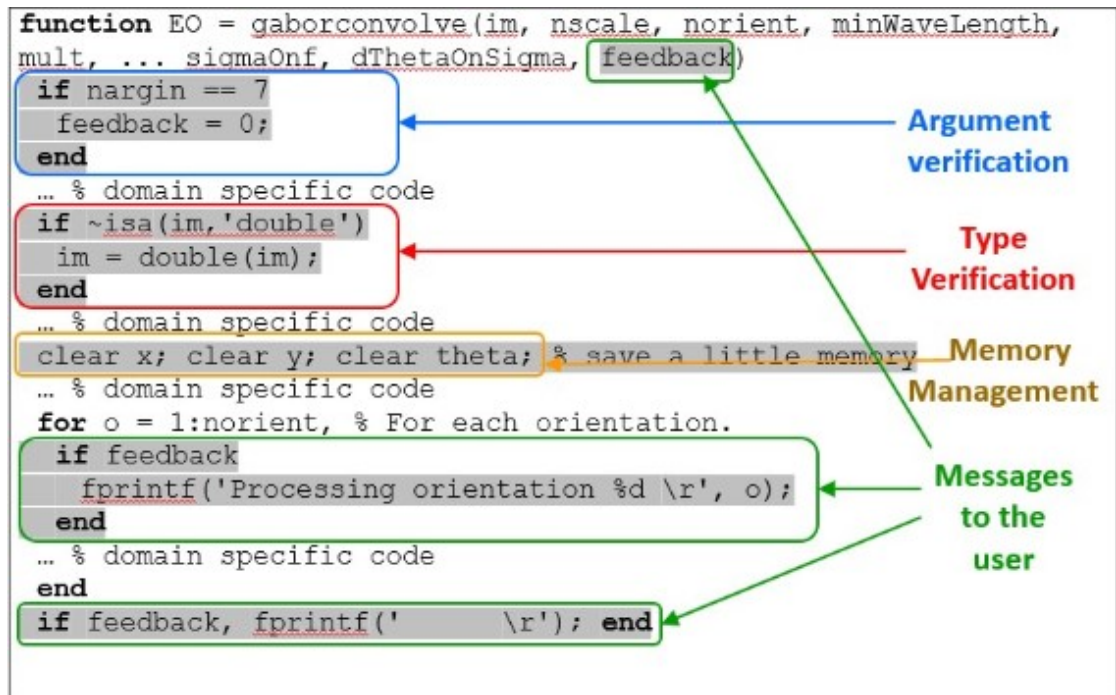 function EO = gaborconvolve(im, nscale, norient, minWaveLength,
mult, ... sigmaOnf, dThetaOnSigma, feedback)
if nargin == 7
feedback = 0;
end
Argument
verification
… % domain specific code
if ~isa(im,'double')
im = double(im);
end
Type
Verification
… % domain specific code
clear x; clear y; clear theta; % save a little memory
Memory
Management
… % domain specific code
for o = 1:norient, % For each orientation.
if feedback
fprintf('Processing orientation %d \r', o);
end
Messages
to the
user
… % domain specific code
end
if feedback, fprintf('      \r'); end